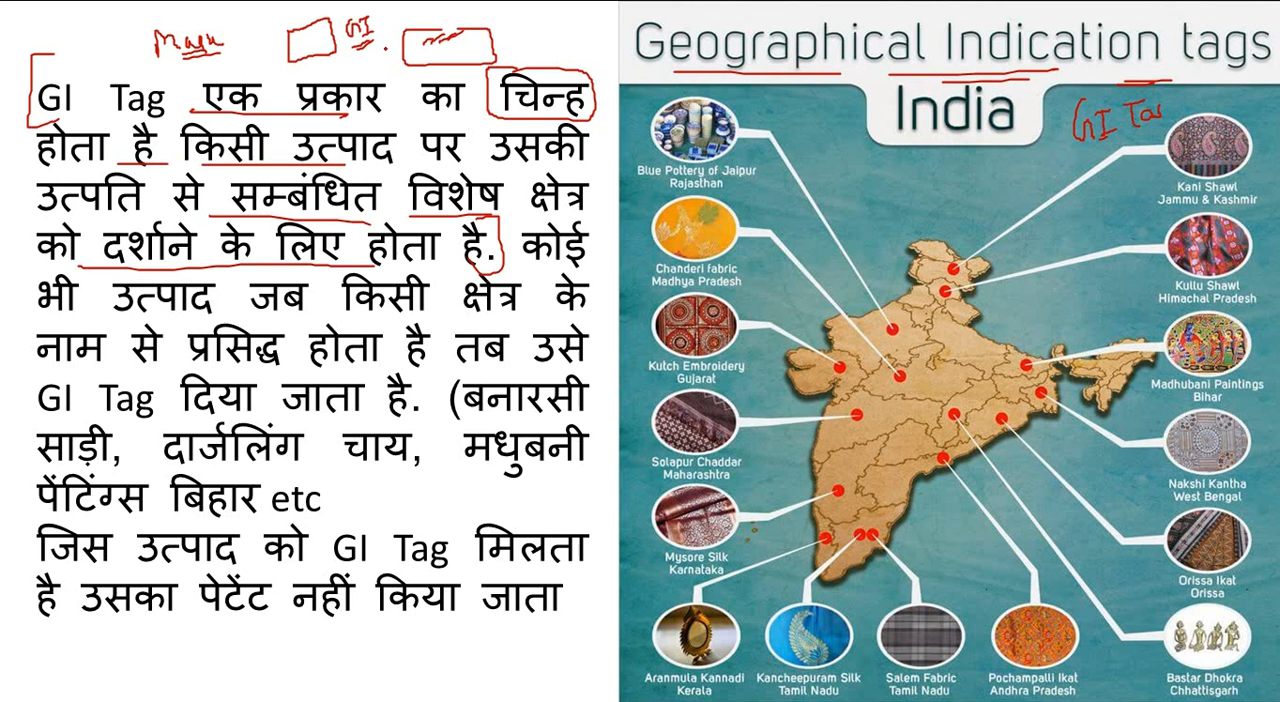 GI Tag एक प्रकार का चिन्ह
होता है किसी उत्पाद पर उसकी
उत्पति से सम्बंधित विशेष क्षेत्र
को दर्शाने के लिए होता है. कोई
भी उत्पाद जब किसी क्षेत्र के
नाम से प्रसिद्ध होता है तब उसे
GI Tag दिया जाता है. (बनारसी
साड़ी, दार्जलिंग चाय, मधुबनी
पेंटिंग्स बिहार etc
जिस उत्पाद को GI Tag मिलता
है उसका पेटेंट नहीं किया जाता
GI
Geographical Indication tags
India
GI Ta
Blue Pottery of Jaipur
Rajasthan
Chanderi fabric
Madhya Pradesh
Kutch Embroidery
Gujarat
Solapur Chaddar
Maharashtra
Mysore Silk
Karnataka
Aranmula Kannadi
Kerala
Kancheepuram Silk
Tamil Nadu
Salem Fabric
Tamil Nadu
Pochampalli Ikat
Andhra Pradesh
Kani Shawl
Jammu & Kashmir
Kullu Shawl
Himachal Pradesh
Madhubani Paintings
Bihar
Nakshi Kantha
West Bengal
Orissa Ikat
Orissa
Bastar Dhokra
Chhattisgarh